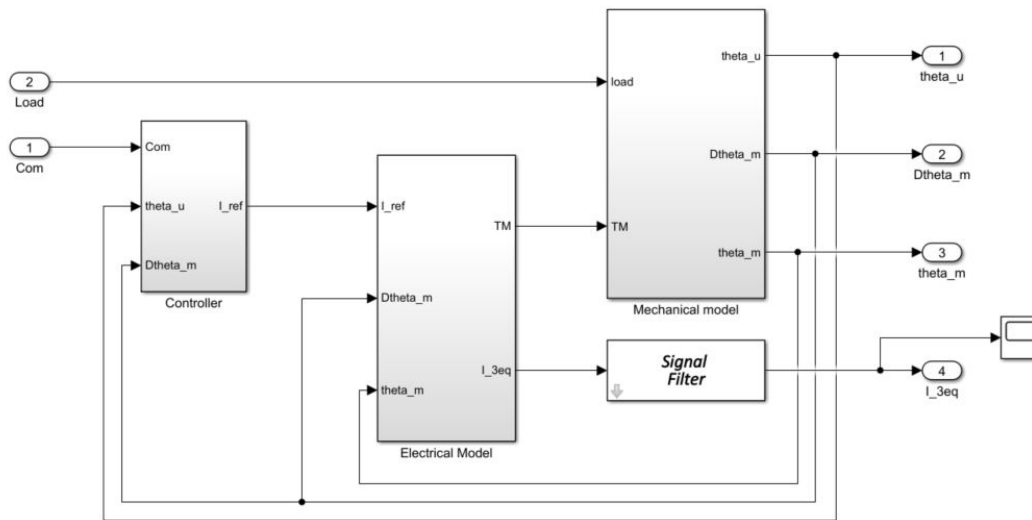 2
Load
1
Com
Com
theta_u
Dtheta_m
I_ref
Controller
I_ref
Dtheta_m
theta_m
TM
I_3eq
Electrical Model
load
TM
theta_u
Dtheta_m
theta_m
Mechanical model
Signal
Filter
1
theta_u
2
Dtheta_m
3
theta_m
4
I_3eq